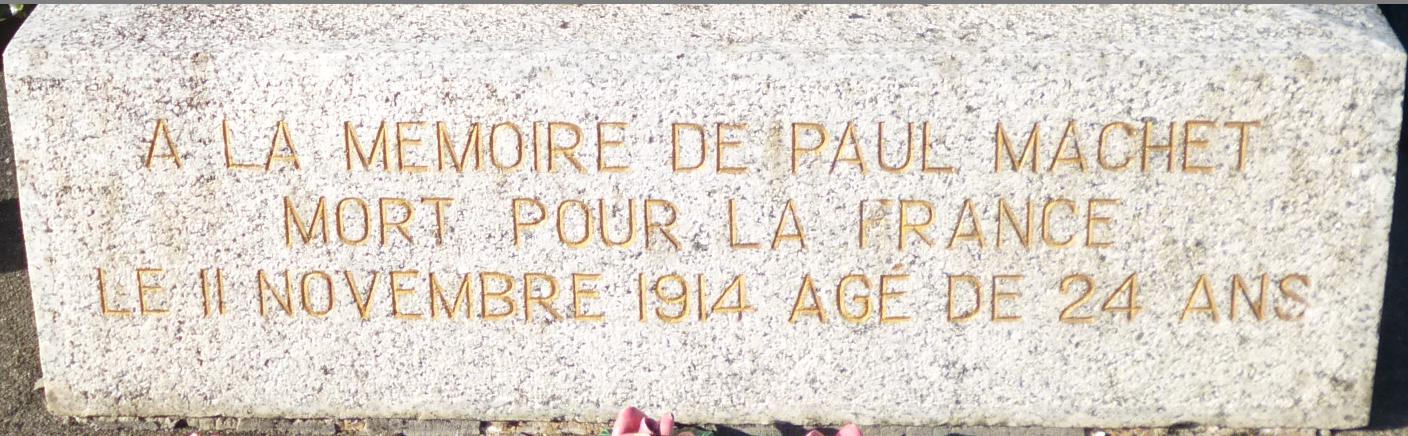 A LA MEMOIRE DE PAUL MACHET
MORT POUR LA FRANCE
LE 11 NOVEMBRE 1914 AGÉ DE 24 ANS